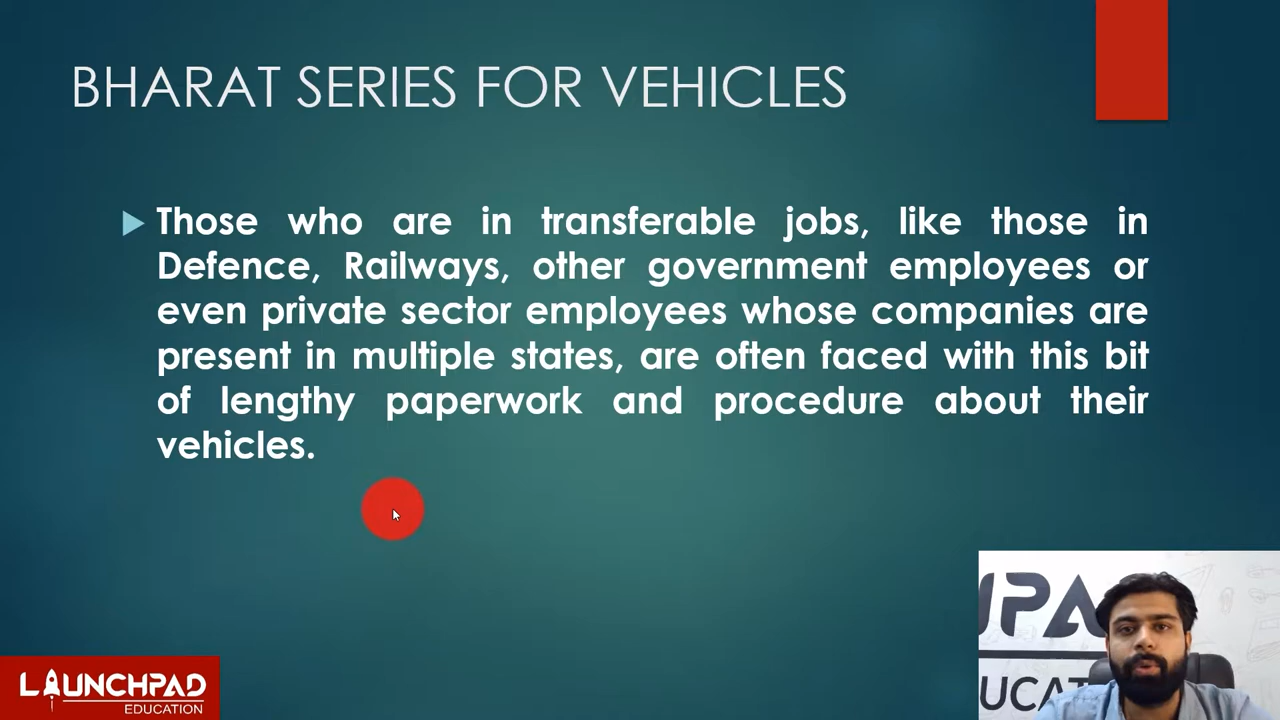 BHARAT SERIES FOR VEHICLES
Those who are in transferable jobs, like those in
Defence, Railways, other government employees or
even private sector employees whose companies are
present in multiple states, are often faced with this bit
of lengthy paperwork and procedure about their
vehicles.
LAUNCHPAD
EDUCATION